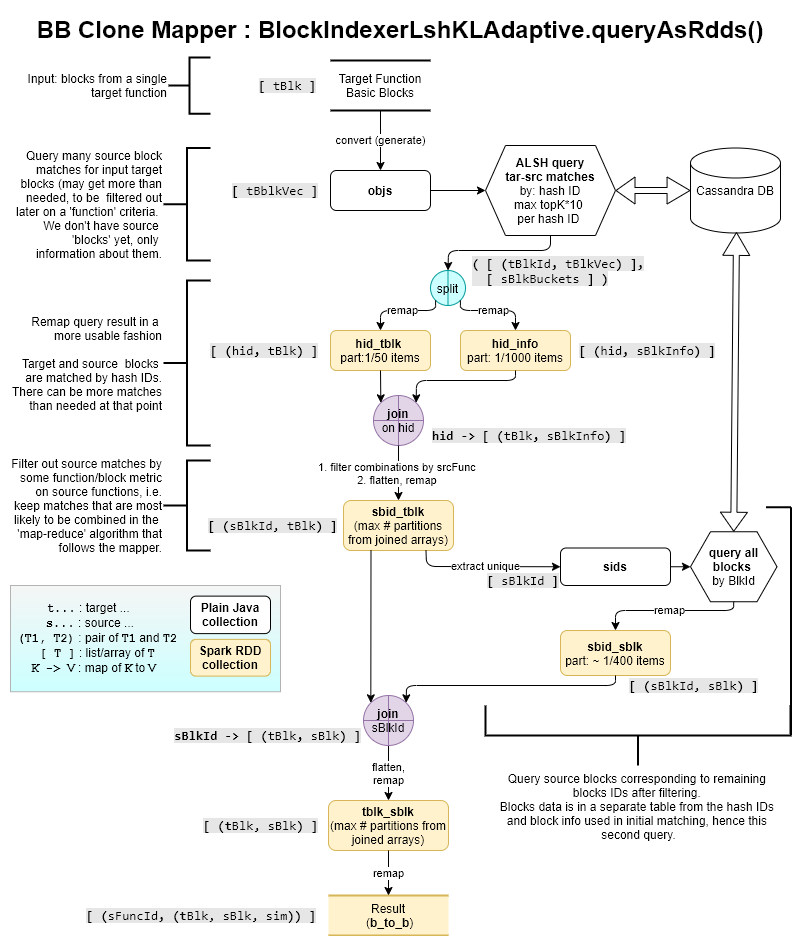 BB Clone Mapper : BlockIndexerLshKLAdaptive.queryAsRdds()
Input: blocks from a single
target function
[ tBlk ]
Target Function
Basic Blocks
convert (generate)
Query many source block
matches for input target
blocks (may get more than
needed, to be  filtered out
later on a 'function' criteria.
We don't have source
'blocks' yet, only
information about them.
[ tBblkVec ]
objs
ALSH query
tar-src matches
by: hash ID
max topK*10
per hash ID
Cassandra DB
( [ (tBlkId, tBlkVec) ],
[ sBlkBuckets ] )
split
remap
remap
Remap query result in a
more usable fashion
Target and source  blocks
are matched by hash IDs.
There can be more matches
than needed at that point
[ (hid, tBlk) ]
hid_tblk
part:1/50 items
hid_info
part: 1/1000 items
[ (hid, sBlkInfo) ]
join
on hid
hid -> [ (tBlk, sBlkInfo) ]
1. filter combinations by srcFunc
2. flatten, remap
Filter out source matches by
some function/block metric
on source functions, i.e.
keep matches that are most
likely to be combined in the
'map-reduce' algorithm that
follows the mapper.
[ (sBlkId, tBlk) ]
sbid_tblk
(max # partitions
from joined arrays)
extract unique
[ sBlkId ]
sids
query all
blocks
by BlkId
remap
sbid_sblk
part: ~ 1/400 items
[ (sBlkId, sBlk) ]
t... : target ...
s... : source ...
(T1, T2) : pair of T1 and T2
[ T ] : list/array of T
K -> V : map of K to V
Plain Java
collection
Spark RDD
collection
join
sBlkId
sBlkId -> [ (tBlk, sBlk) ]
flatten,
remap
Query source blocks corresponding to remaining
blocks IDs after filtering.
Blocks data is in a separate table from the hash IDs
and block info used in initial matching, hence this
second query.
[ (tBlk, sBlk) ]
tblk_sblk
(max # partitions from
joined arrays)
remap
[ (sFuncId, (tBlk, sBlk, sim)) ]
Result
(b_to_b)